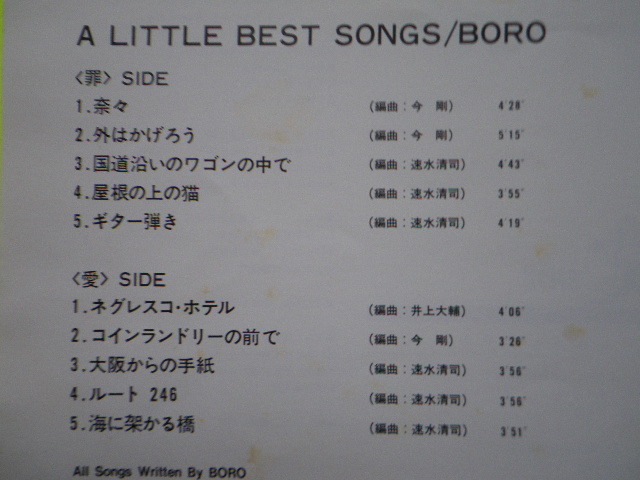 A LITTLE BEST SONGS/BORO
〈罪〉 SIDE
1.奈々 (編曲:今 剛) 4'28"
2.外はかげろう (編曲:今 剛) 5'15"
3.国道沿いのワゴンの中で (編曲:速水清司) 4'43"
4.屋根の上の猫 (編曲:速水清司) 3'55"
5.ギター弾き (編曲:速水清司) 4'19"
〈愛〉 SIDE
1.ネグレスコ・ホテル (編曲:井上大輔) 4'06"
2.コインランドリーの前で (編曲:今 剛) 3'26"
3.大阪からの手紙 (編曲:速水清司) 3'56"
4.ルート 246 (編曲:速水清司) 3'56"
5.海に架かる橋 (編曲:速水清司) 3'51"
All Songs Written By BORO